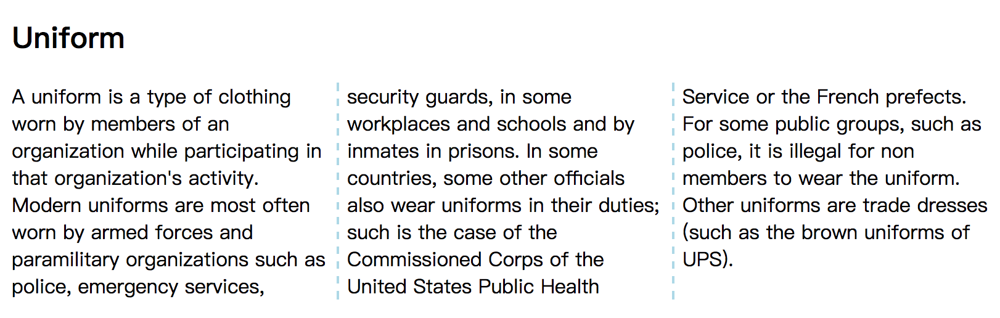 Uniform
A uniform is a type of clothing
worn by members of an
organization while participating in
that organization's activity.
Modern uniforms are most often
worn by armed forces and
paramilitary organizations such as
police, emergency services,
security guards, in some
workplaces and schools and by
inmates in prisons. In some
countries, some other officials
also wear uniforms in their duties;
such is the case of the
Commissioned Corps of the
United States Public Health
Service or the French prefects.
For some public groups, such as
police, it is illegal for non
members to wear the uniform.
Other uniforms are trade dresses
(such as the brown uniforms of
UPS).